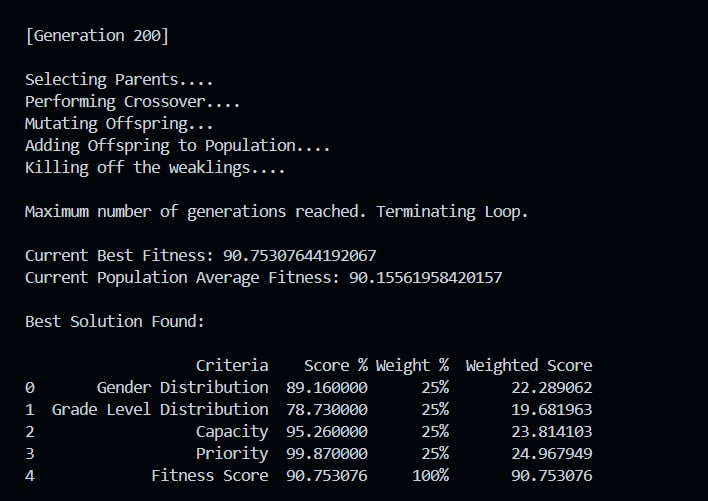 [Generation 200]
Selecting Parents....
Performing Crossover....
Mutating Offspring...
Adding Offspring to Population....
Killing off the weaklings....
Maximum number of generations reached. Terminating Loop.
Current Best Fitness: 90.75307644192067
Current Population Average Fitness: 90.15561958420157
Best Solution Found:
Criteria Score % Weight % Weighted Score
0 Gender Distribution 89.160000 25% 22.289062
1 Grade Level Distribution 78.730000 25% 19.681963
2 Capacity 95.260000 25% 23.814103
3 Priority 99.870000 25% 24.967949
4 Fitness Score 90.753076 100% 90.753076